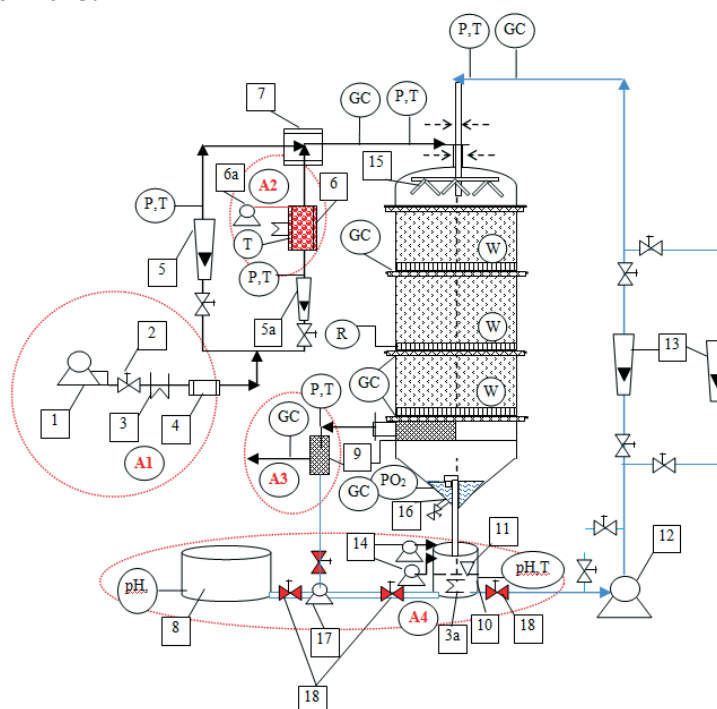 P,T
GC
7
GC
P,T
6a
A2
6
15
P,T
T
GC
W
5
P,T
5a
2
R
W
13
GC
P,T
W
1
3
4
GC
A1
9
A3
GC
PO2
16
11
14
12
pH,
pH,T
8
17
A4
3a
10
18
18